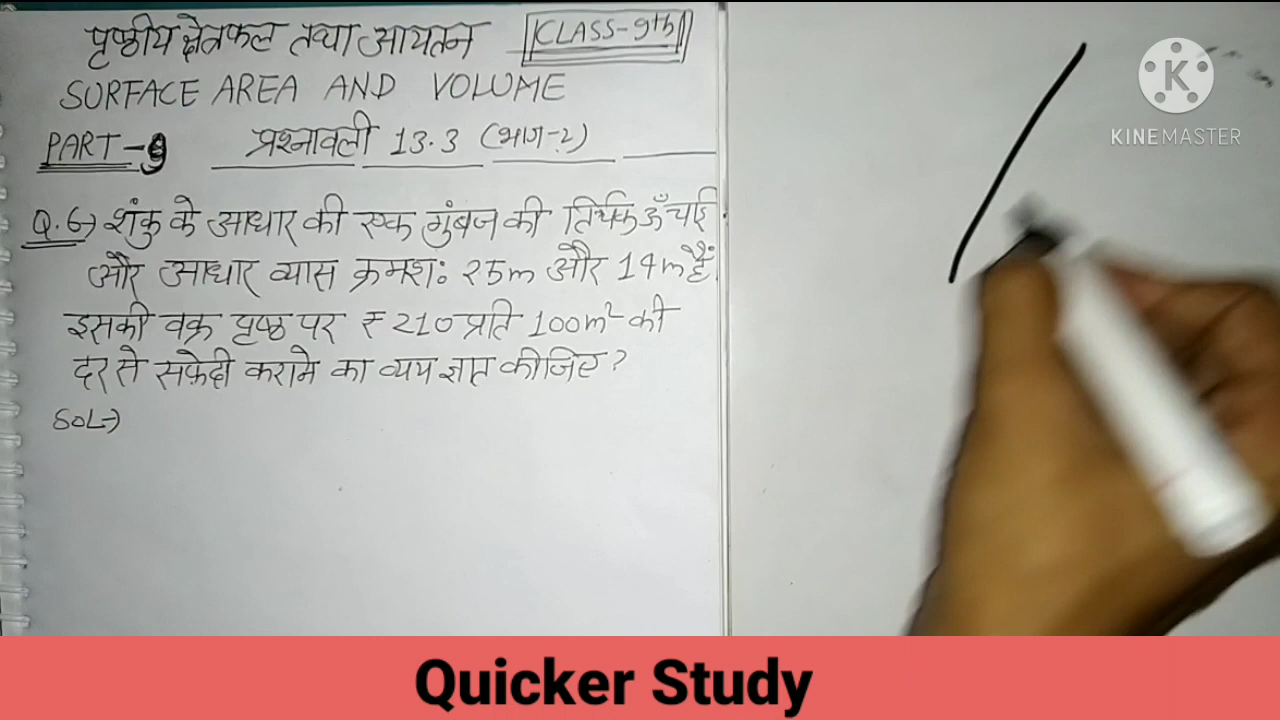 पृष्ठीय क्षेत्रफल तथा आयतन
CLASS-9th
SURFACE AREA AND VOLUME
PART-9 प्रश्नावली 13.3 (भाग-2)
Q.6→ शंकु के आधार की एक गुंबज की तिर्यक ऊँचाई
और आधार व्यास क्रमश: 25m और 14m हैं.
इसकी वक्र पृष्ठ पर ₹210 प्रति 100m² की
दर से सफ़ेदी कराने का व्यय ज्ञात कीजिए?
SOL→
K
KINEMASTER
Quicker Study